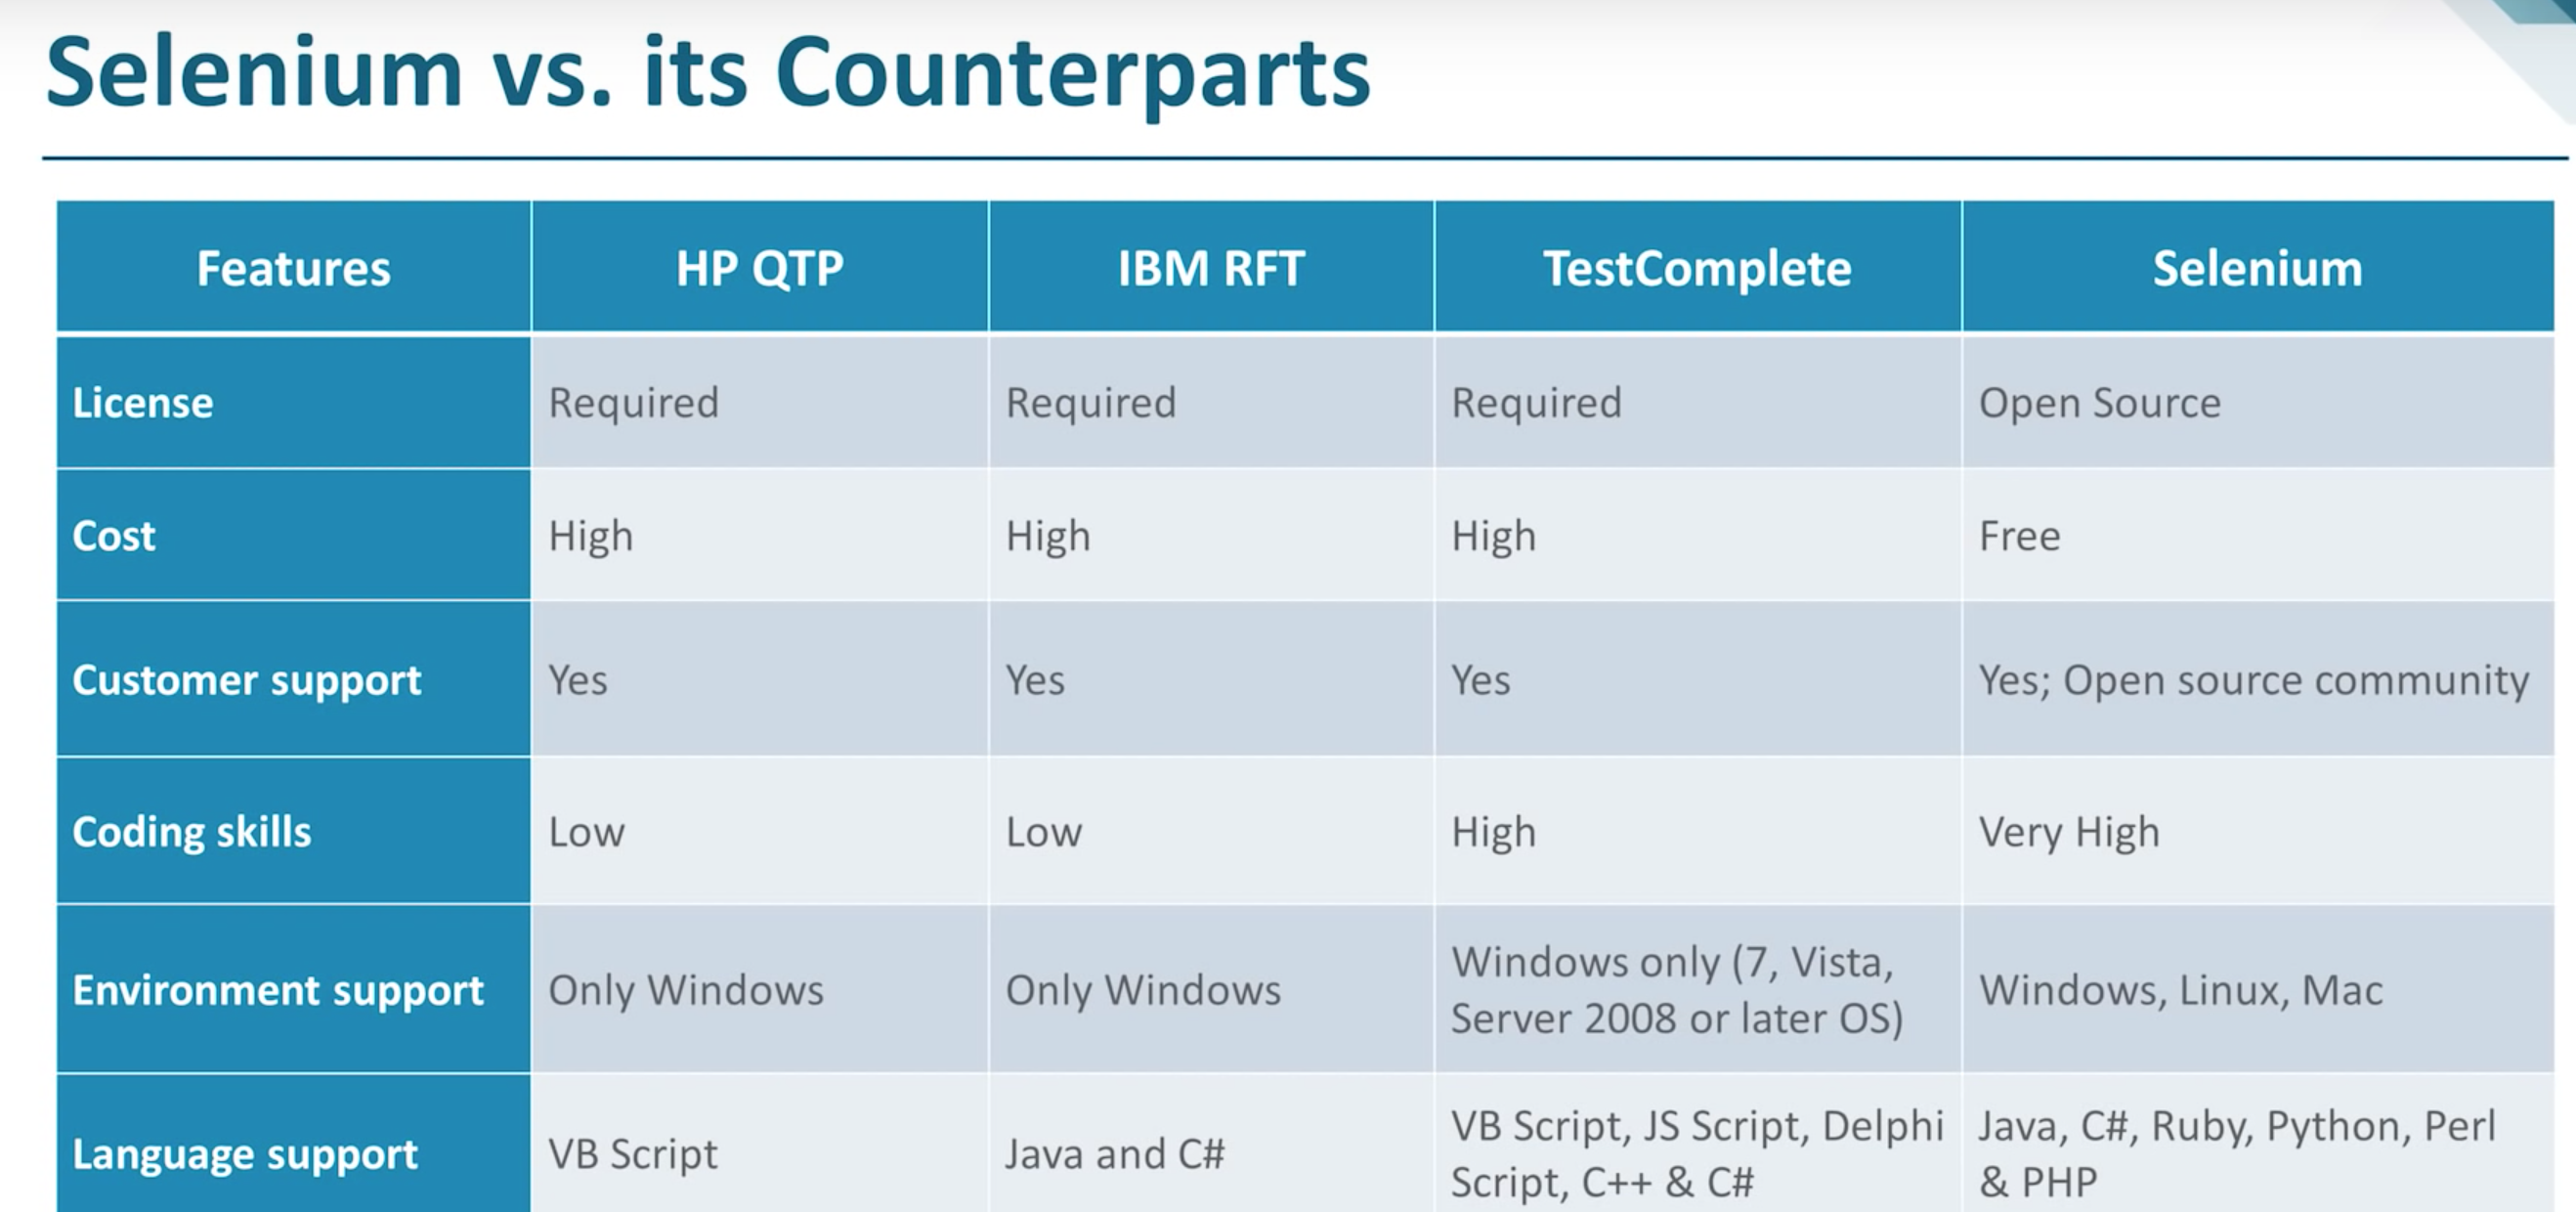 Selenium vs. its Counterparts
Features HP QTP IBM RFT TestComplete Selenium
License Required Required Required Open Source
Cost High High High Free
Customer support Yes Yes Yes Yes; Open source community
Coding skills Low Low High Very High
Environment support Only Windows Only Windows Windows only (7, Vista, Server 2008 or later OS) Windows, Linux, Mac
Language support VB Script Java and C# VB Script, JS Script, Delphi Script, C++ & C# Java, C#, Ruby, Python, Perl & PHP